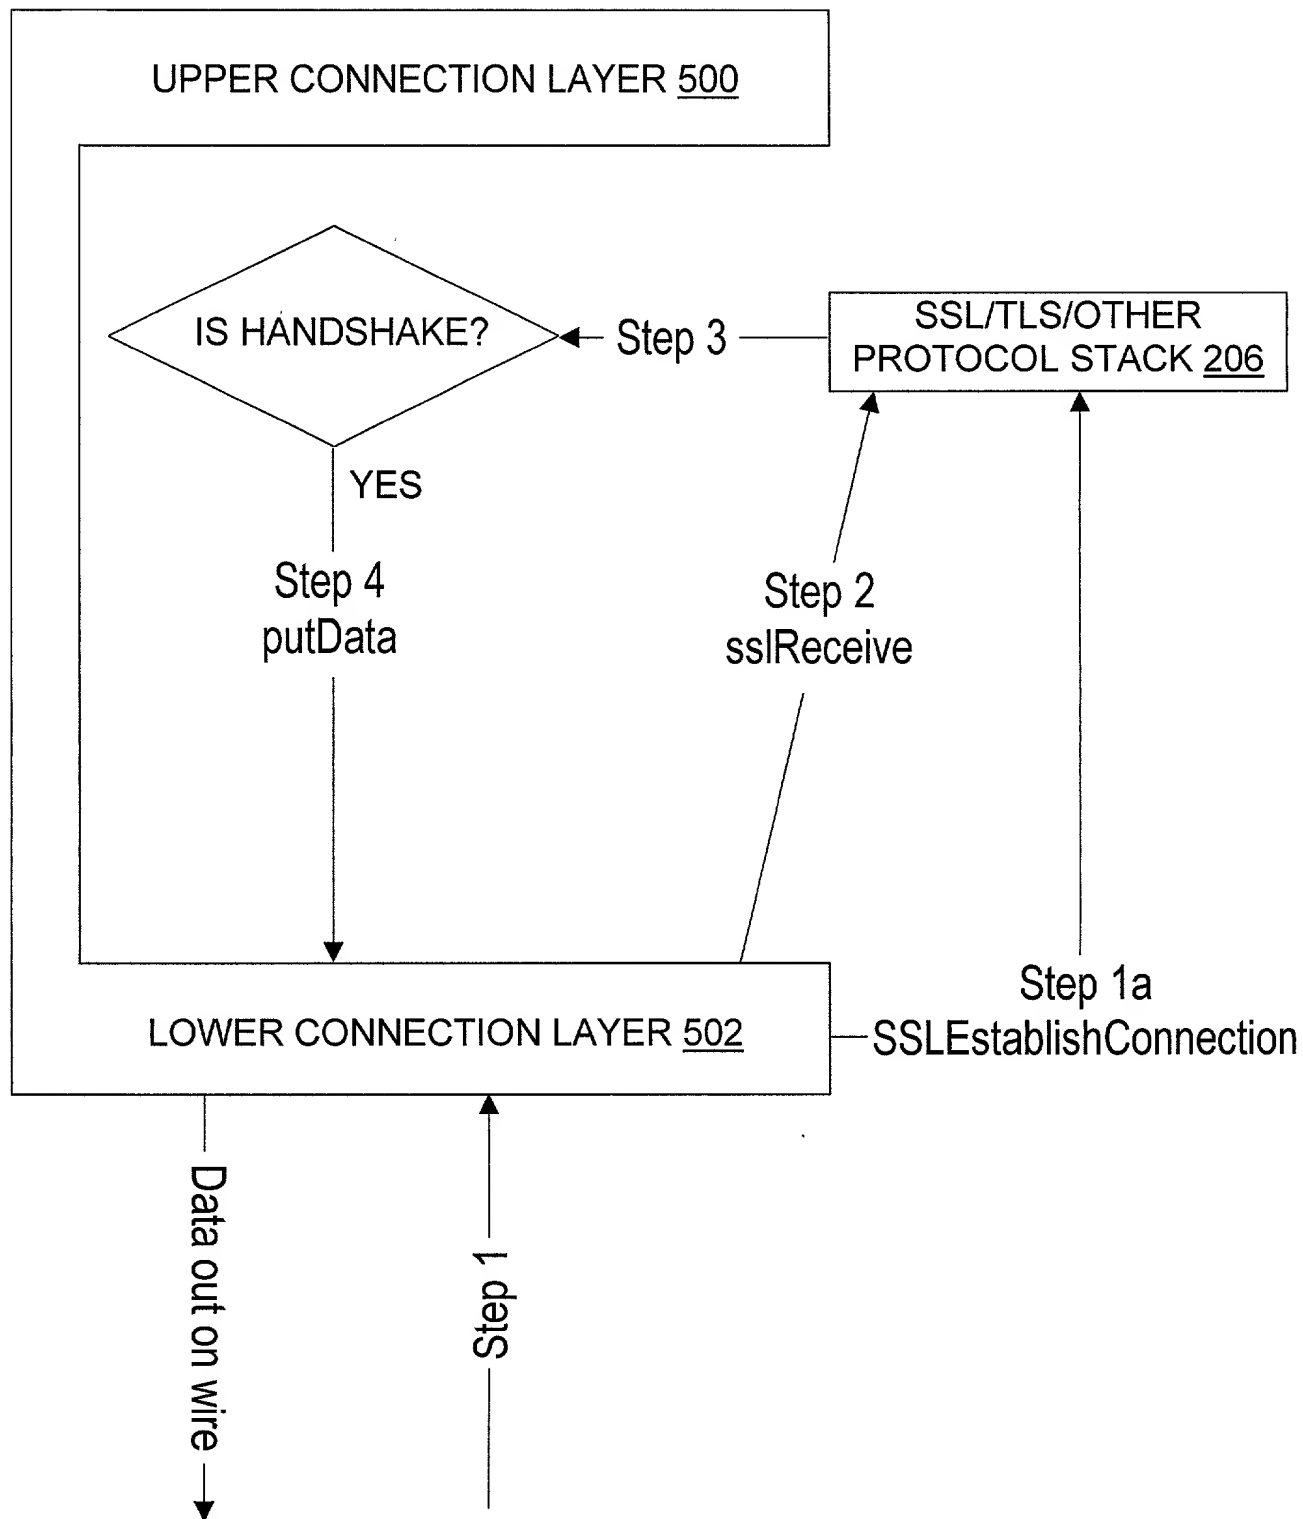 UPPER CONNECTION LAYER 500
IS HANDSHAKE?
Step 3
SSL/TLS/OTHER
PROTOCOL STACK 206
YES
Step 4
putData
Step 2
sslReceive
Step 1a
SSLEstablishConnection
LOWER CONNECTION LAYER 502
Data out on wire
Step 1